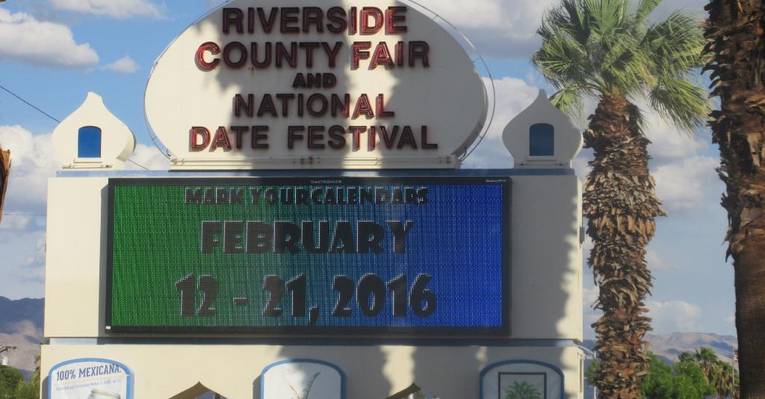 RIVERSIDE
COUNTY FAIR
AND
NATIONAL
DATE FESTIVAL
MARK YOUR CALENDARS
FEBRUARY
12 - 21, 2016
100% MEXICANA